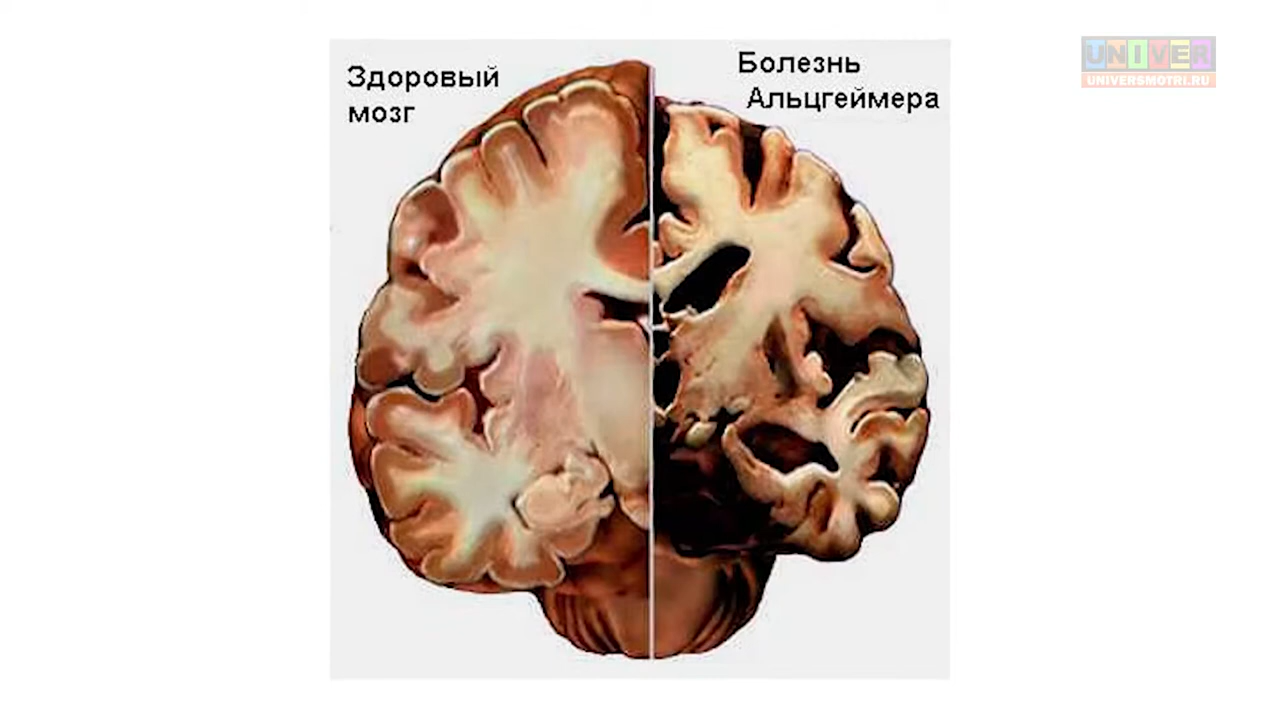 Здоровый
мозг
Болезнь
Альцгеймера
UNIVER
UNIVERSMOTRI.RU